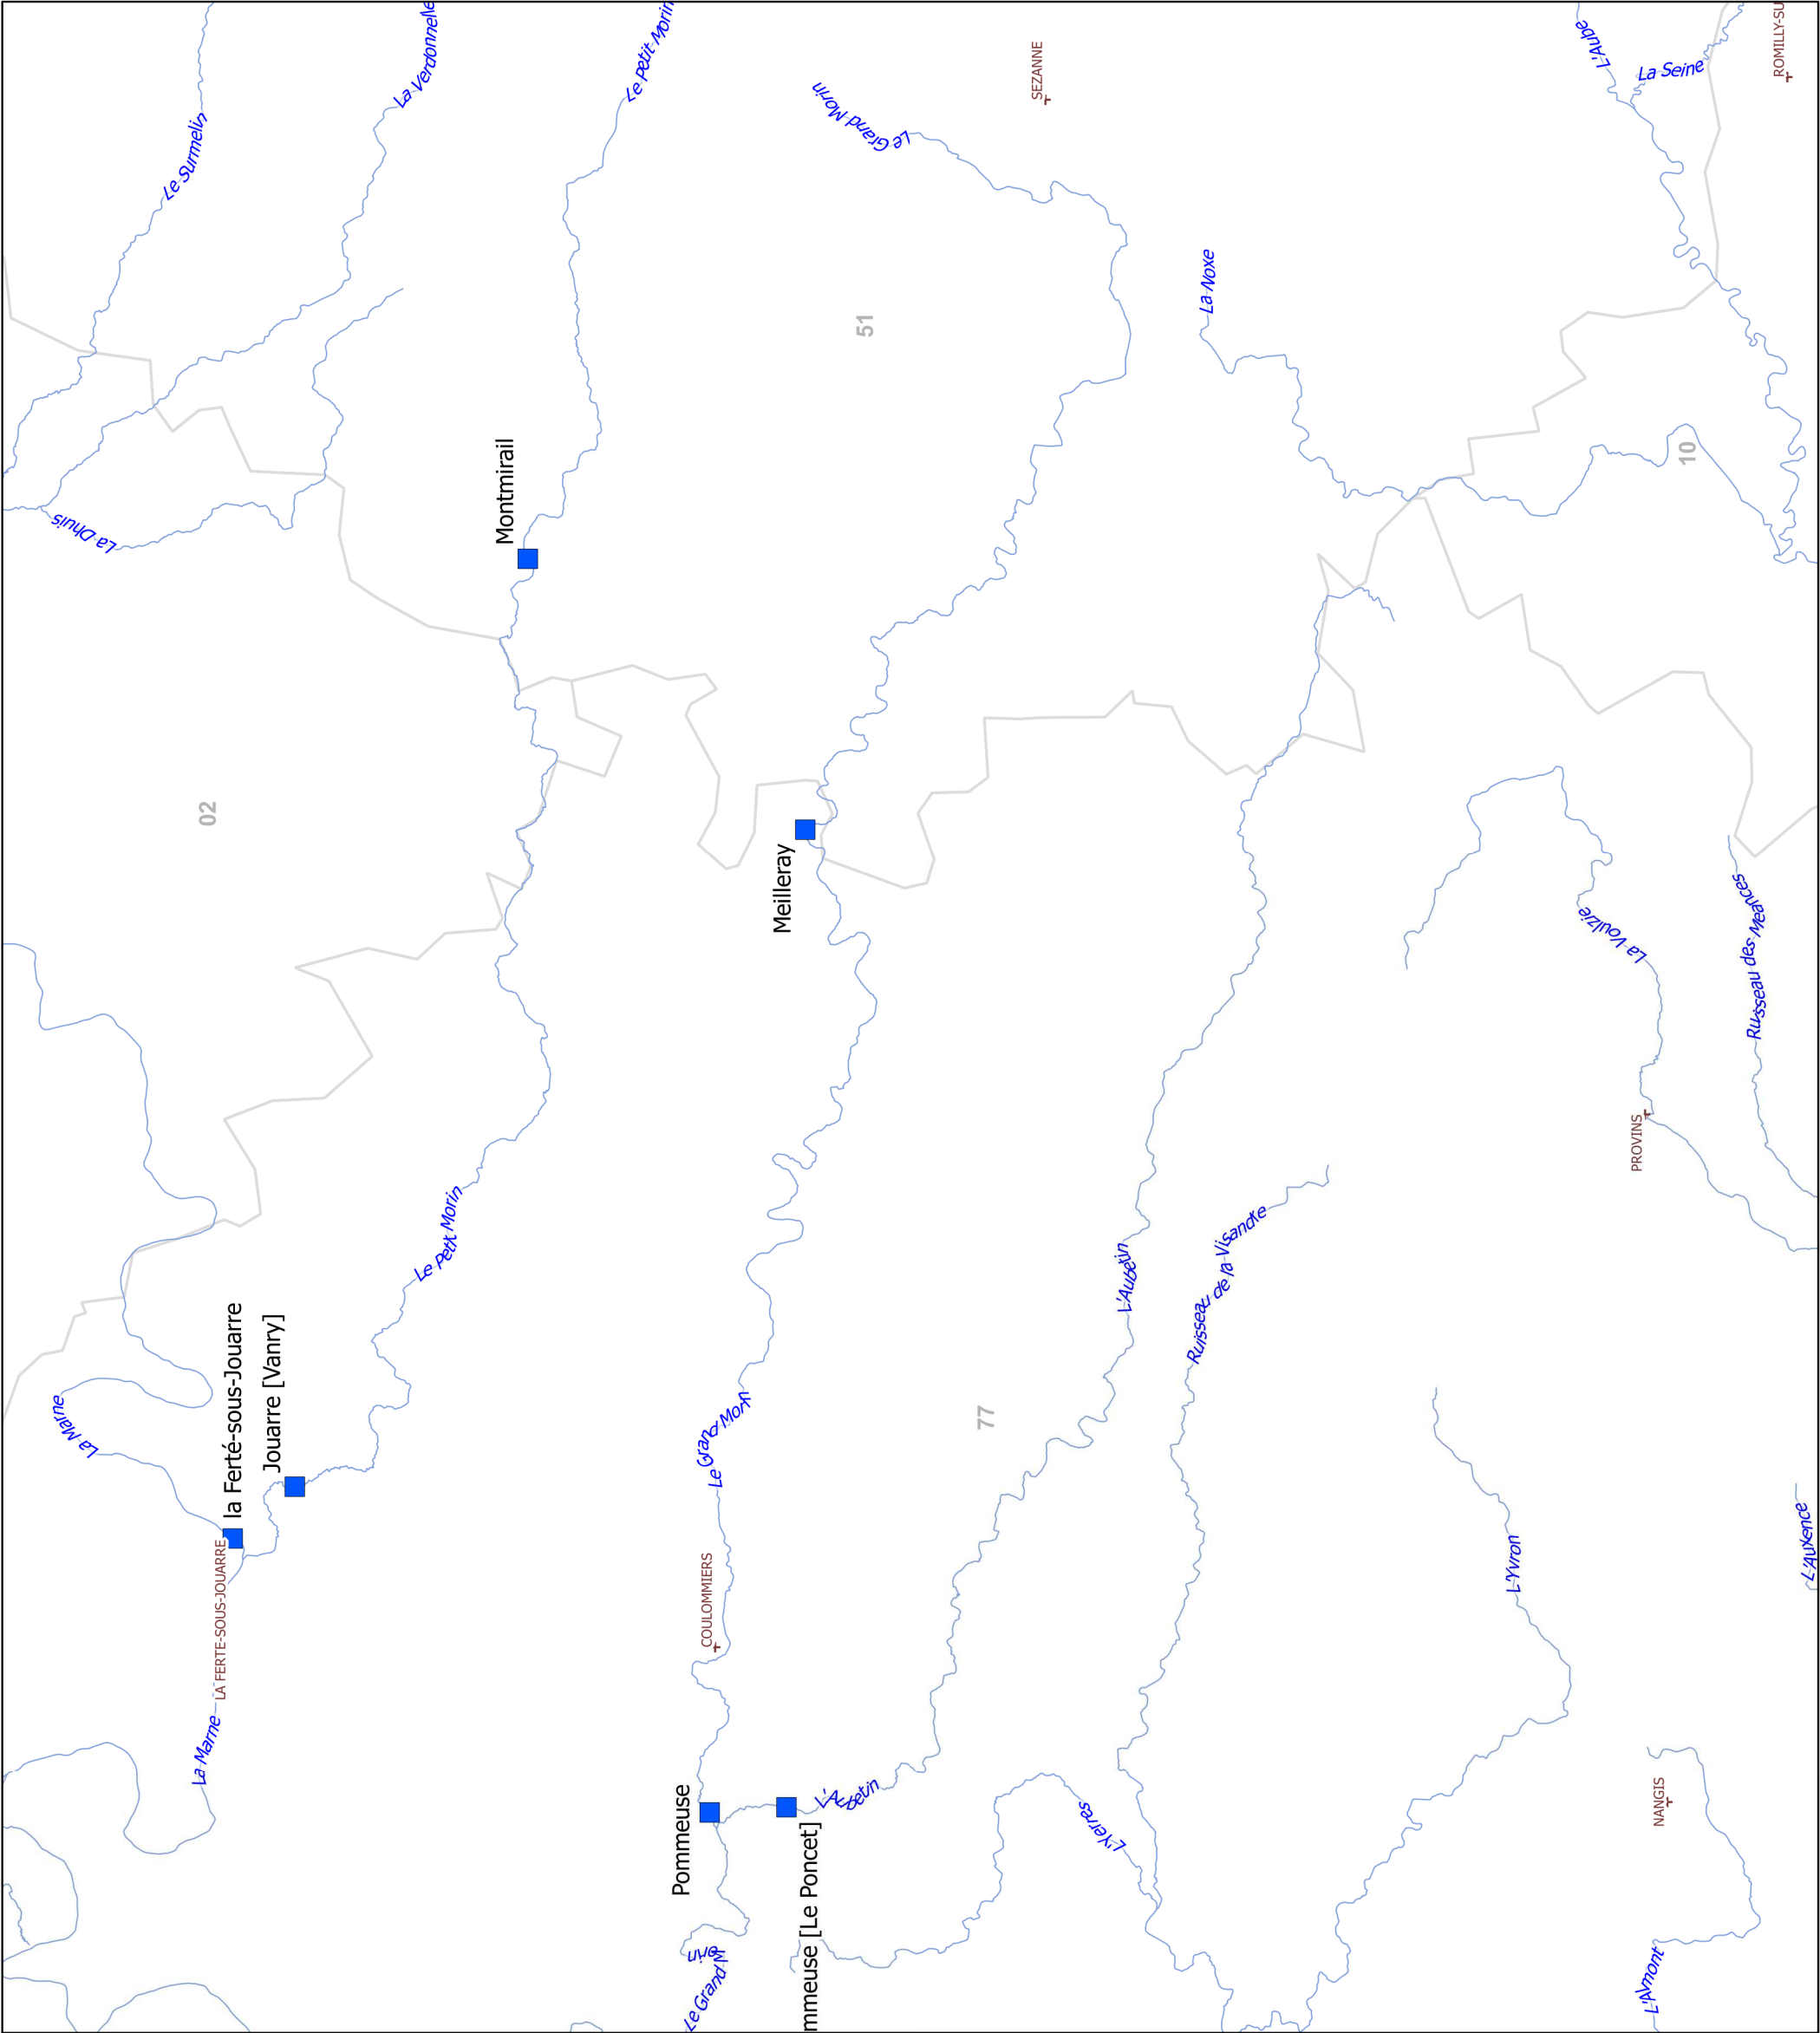 La Marne
La Dhuis
Le Surmelin
La Marne
LA FERTE-SOUS-JOUARRE
02
la Ferté-sous-Jouarre
Jouarre [Vanry]
La Verdonnelle
Le Petit Morin
Montmirail
Le Petit Morin
Pommeuse
Le Grand Morin
COULOMMIERS
Le Grand Morin
Meilleray
mmeuse [Le Poncet]
L'Aubetin
51
Le Grand Morin
77
SEZANNE
L'Yerres
L'Aubetin
Ruisseau de la Visandre
La Noxe
L'Yvron
La Voulzie
L'Aube
L'Almont
NANGIS
PROVINS
La Seine
10
Ruisseau des Méances
ROMILLY-SU
L'Auxence